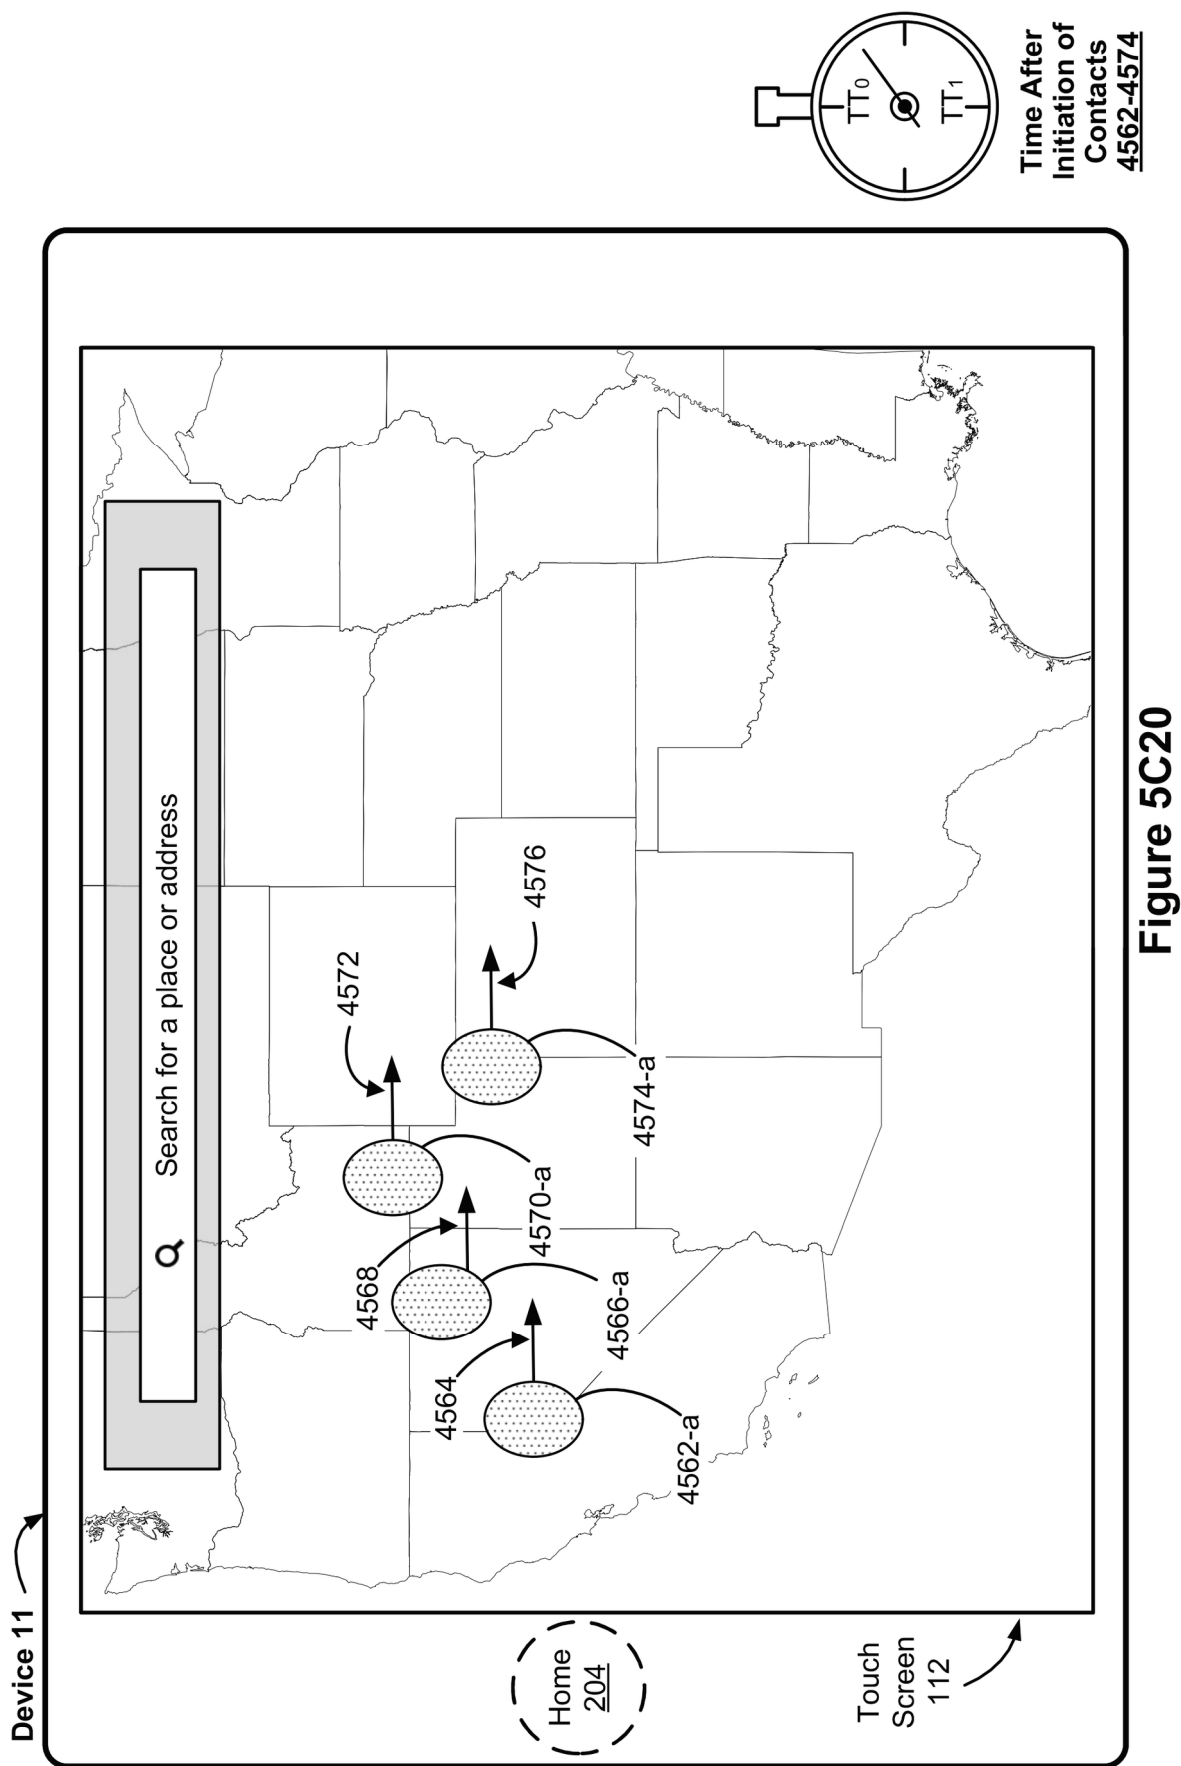 Device 11
Search for a place or address
4572
4576
4568
4564
4574-a
4570-a
4566-a
4562-a
Home
204
Touch
Screen
112
TT0
TT1
Time After
Initiation of
Contacts
4562-4574
Figure 5C20